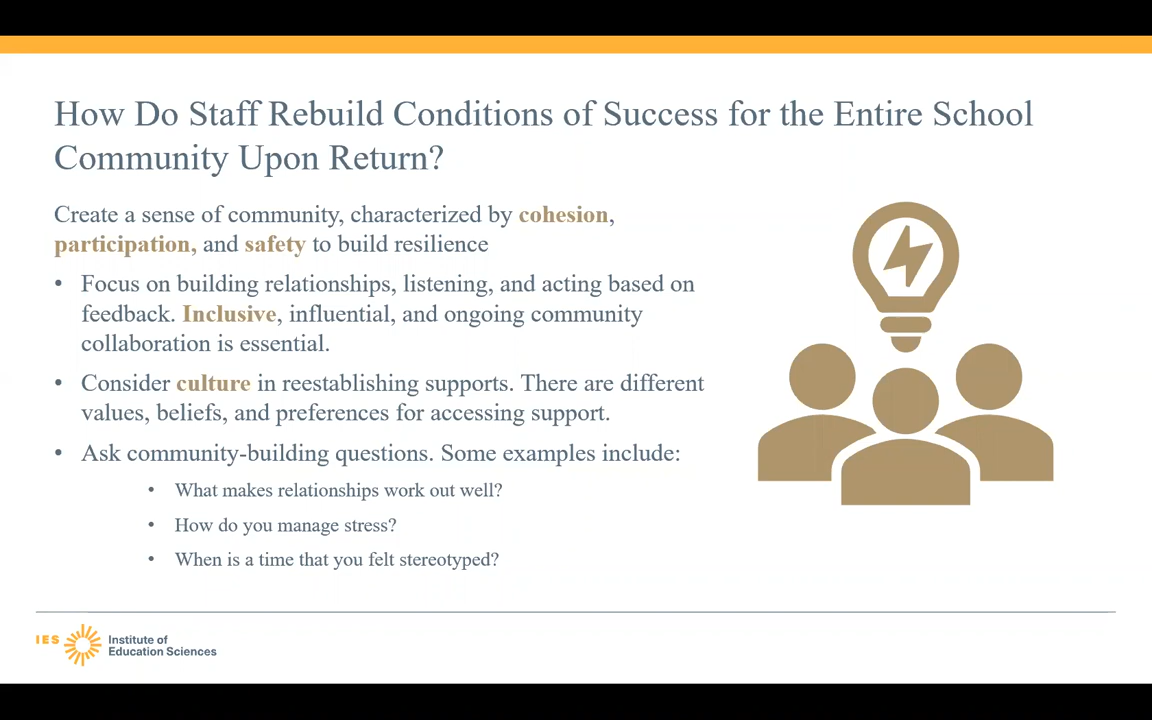 How Do Staff Rebuild Conditions of Success for the Entire School
Community Upon Return?
Create a sense of community, characterized by cohesion,
participation, and safety to build resilience
• Focus on building relationships, listening, and acting based on
feedback. Inclusive, influential, and ongoing community
collaboration is essential.
• Consider culture in reestablishing supports. There are different
values, beliefs, and preferences for accessing support.
• Ask community-building questions. Some examples include:
• What makes relationships work out well?
• How do you manage stress?
• When is a time that you felt stereotyped?
IES
Institute of
Education Sciences